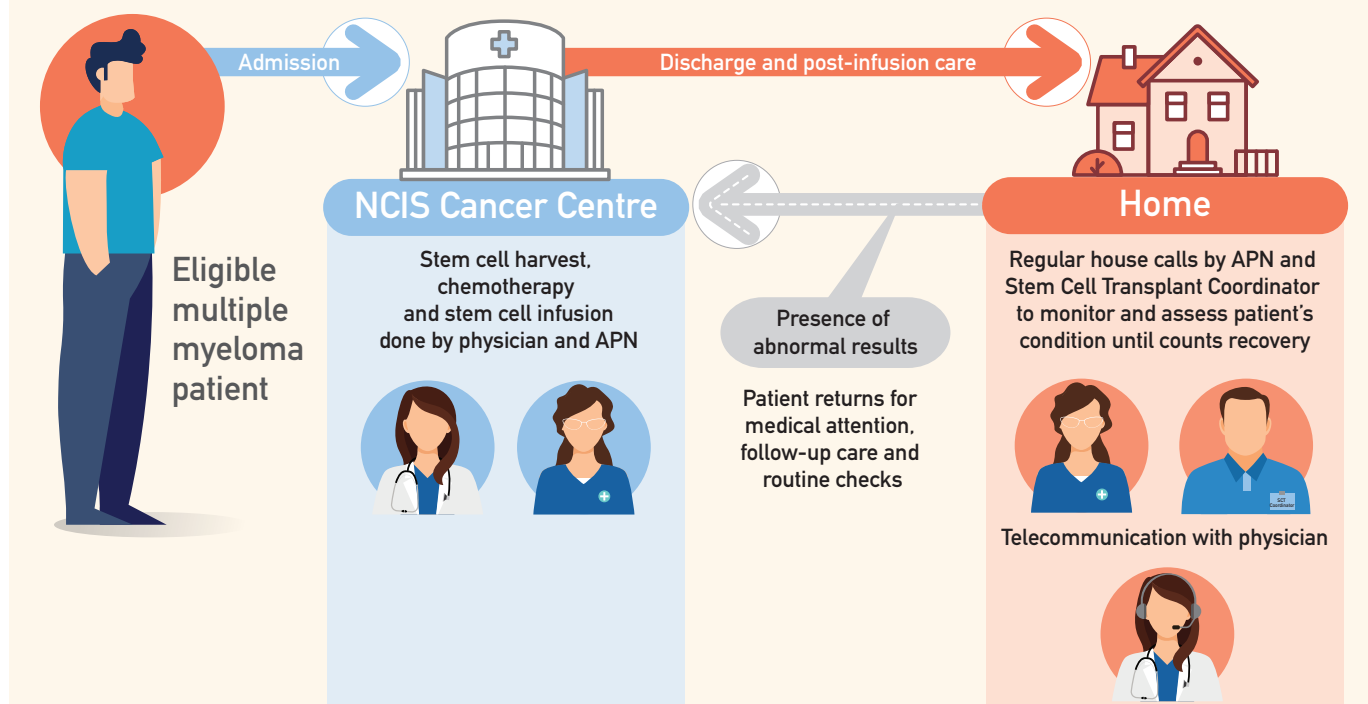 Admission
Discharge and post-infusion care
NCIS Cancer Centre
Home
Eligible
multiple
myeloma
patient
Stem cell harvest,
chemotherapy
and stem cell infusion
done by physician and APN
Presence of
abnormal results
Patient returns for
medical attention,
follow-up care and
routine checks
Regular house calls by APN and
Stem Cell Transplant Coordinator
to monitor and assess patient's
condition until counts recovery
SCT
Coordinator
Telecommunication with physician